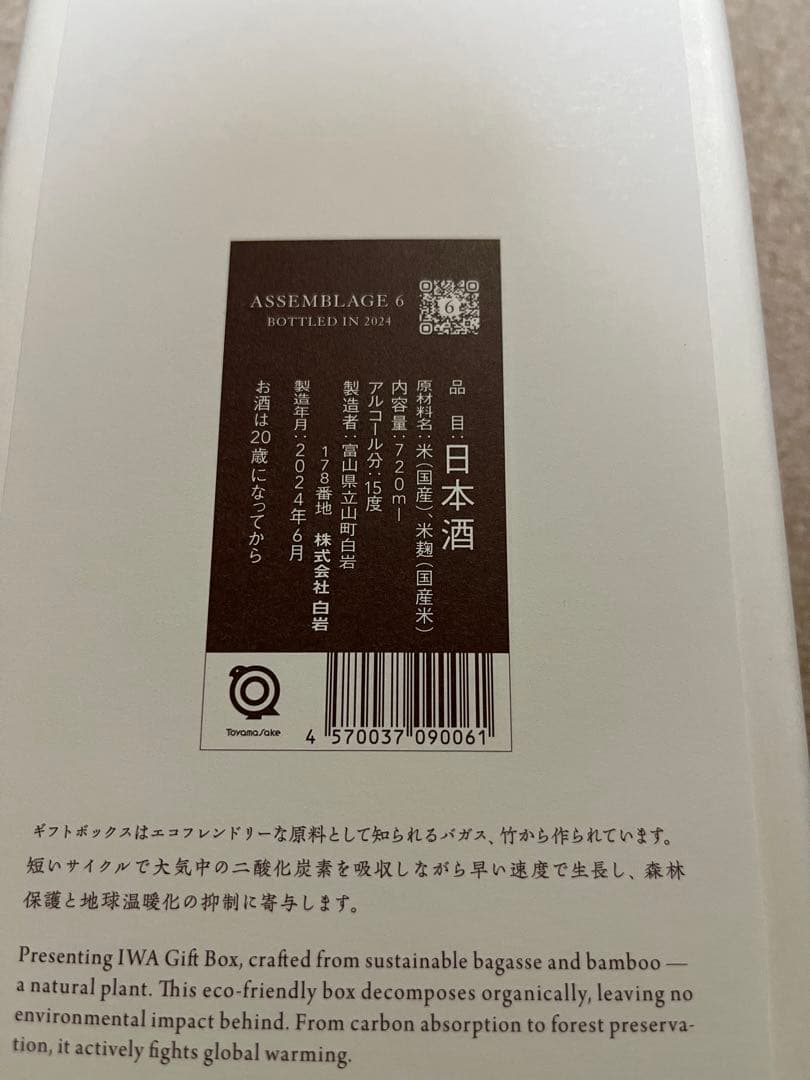 ASSEMBLAGE 6
BOTTLED IN 2024
6
品 目:日本酒
原材料名:米(国産)、米麹(国産米)
内容量:720ml
アルコール分:15度
製造者:富山県立山町白岩
178番地 株式会社 白岩
製造年月:2024年6月
お酒は20歳になってから
Toyama Sake
4 570037 090061
ギフトボックスはエコフレンドリーな原料として知られるバガス、竹から作られています。
短いサイクルで大気中の二酸化炭素を吸収しながら早い速度で生長し、森林
保護と地球温暖化の抑制に寄与します。
Presenting IWA Gift Box, crafted from sustainable bagasse and bamboo —
a natural plant. This eco-friendly box decomposes organically, leaving no
environmental impact behind. From carbon absorption to forest preserva-
tion, it actively fights global warming.